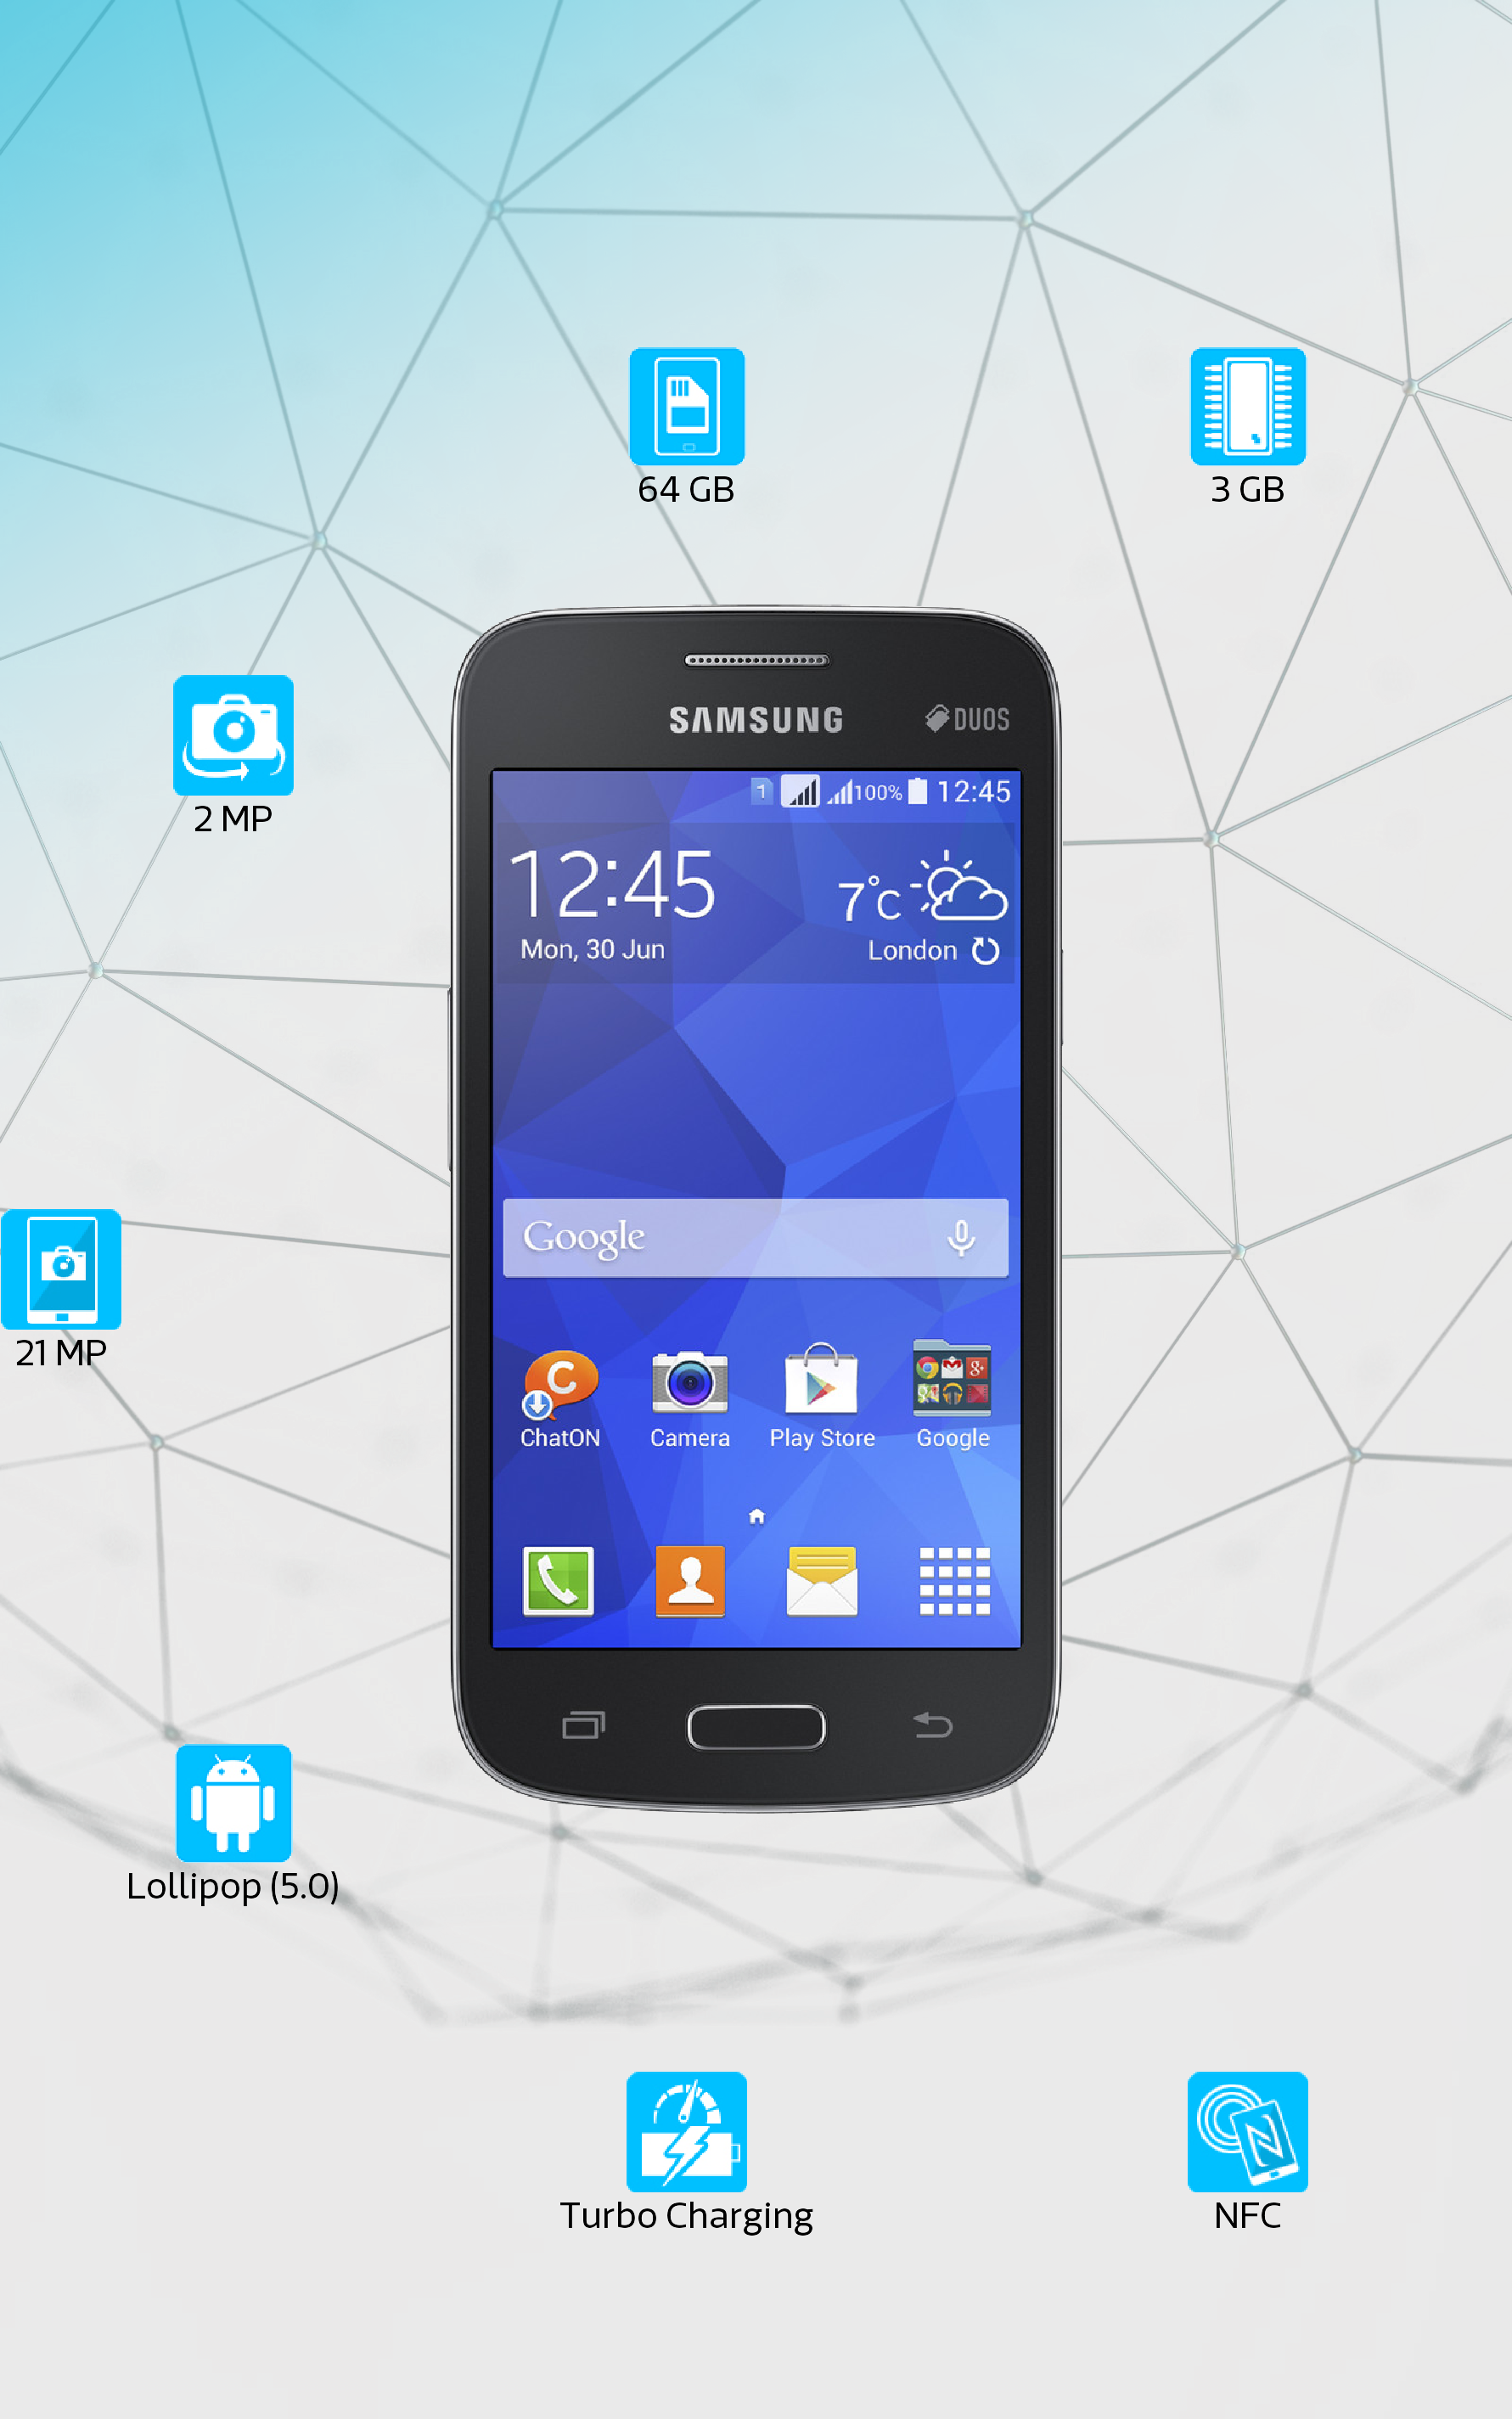 64 GB
3 GB
2 MP
SAMSUNG
DUOS
1
100%
12:45
12:45
7°c
Mon, 30 Jun
London
Google
21 MP
ChatON
Camera
Play Store
Google
Lollipop (5.0)
Turbo Charging
NFC